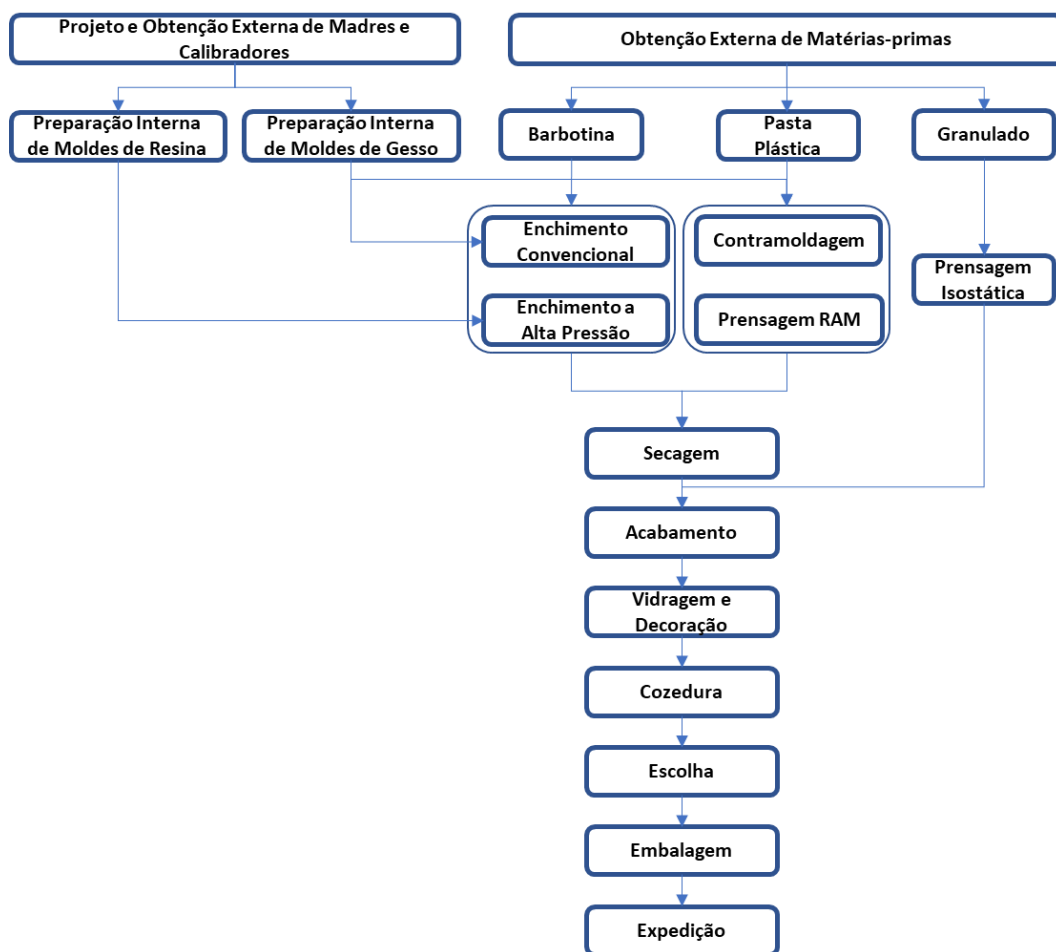 Projeto e Obtenção Externa de Madres e
Calibradores
Obtenção Externa de Matérias-primas
Preparação Interna
de Moldes de Resina
Preparação Interna
de Moldes de Gesso
Barbotina
Pasta
Plástica
Granulado
Enchimento
Convencional
Contramoldagem
Prensagem
Isostática
Enchimento a
Alta Pressão
Prensagem RAM
Secagem
Acabamento
Vidragem e
Decoração
Cozedura
Escolha
Embalagem
Expedição